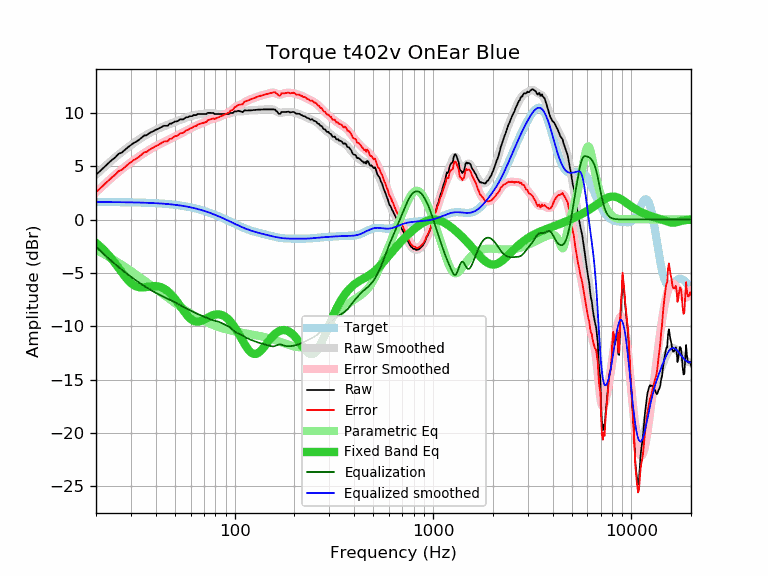 Torque t402v OnEar Blue
Amplitude (dBr)
10
5
0
−5
−10
−15
−20
−25
Target
Raw Smoothed
Error Smoothed
Raw
Error
Parametric Eq
Fixed Band Eq
Equalization
Equalized smoothed
100
1000
10000
Frequency (Hz)